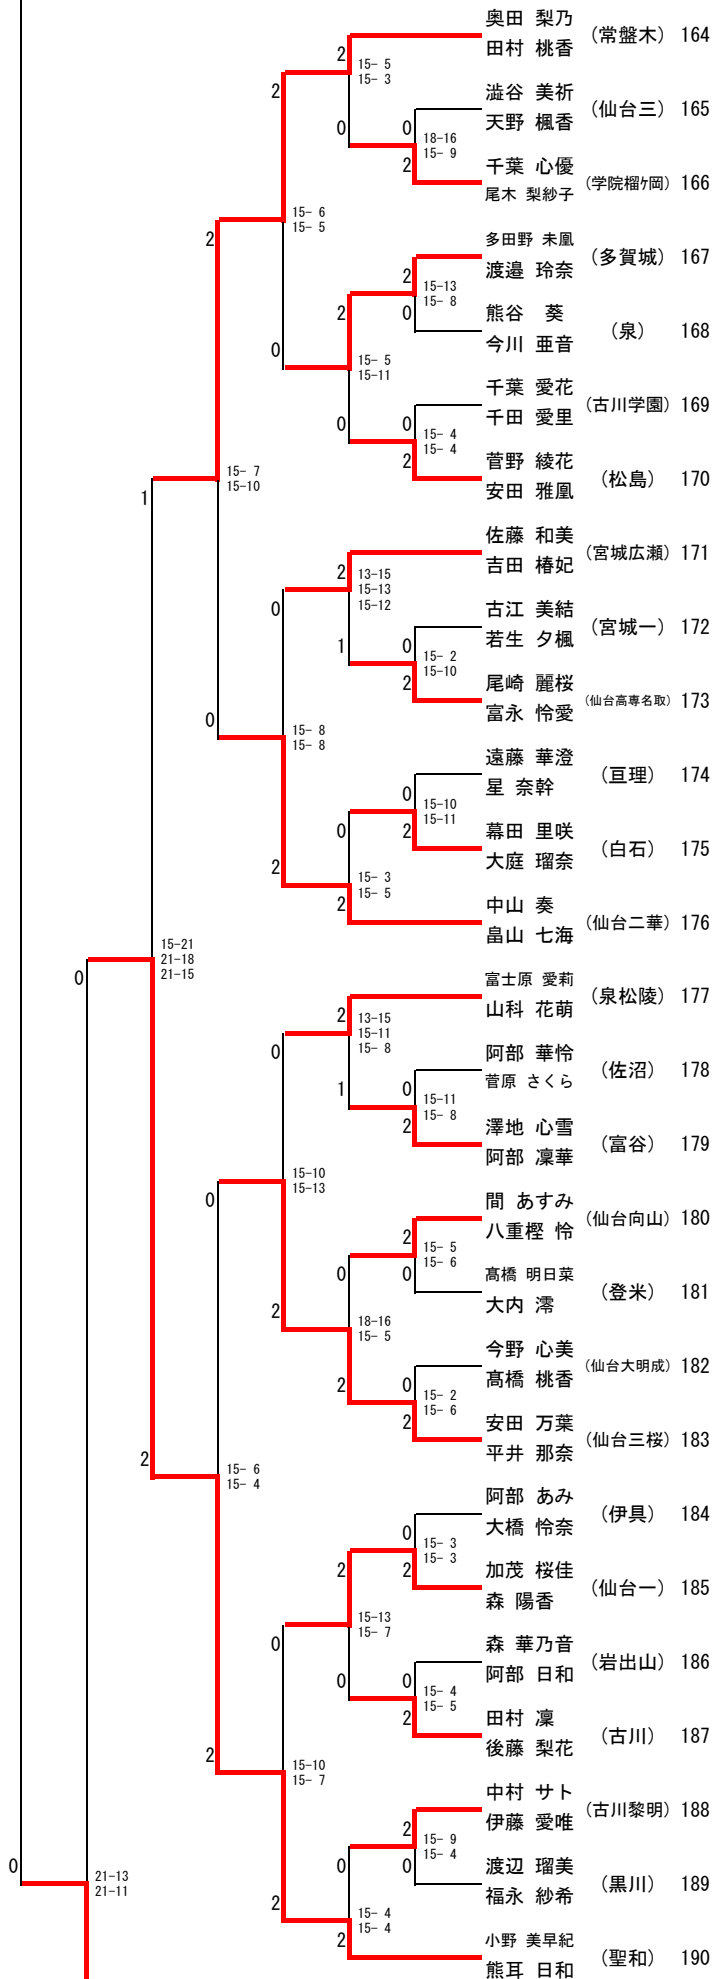 奥田 梨乃
田村 桃香
(常盤木) 164
2
15- 5
15- 3
2
澁谷 美祈
天野 楓香
(仙台三) 165
0
0
18-16
15- 9
2
千葉 心優
尾木 梨紗子
(学院榴ケ岡) 166
15- 6
15- 5
2
多田野 未凰
渡邉 玲奈
(多賀城) 167
2
15-13
15- 8
2
0
熊谷 葵
今川 亜音
(泉) 168
0
15- 5
15-11
千葉 愛花
千田 愛里
(古川学園) 169
0
0
15- 4
15- 4
2
菅野 綾花
安田 雅凰
(松島) 170
15- 7
15-10
1
佐藤 和美
吉田 椿妃
(宮城広瀬) 171
2
13-15
15-13
15-12
0
古江 美結
若生 夕楓
(宮城一) 172
1
0
15- 2
15-10
2
尾崎 麗桜
富永 怜愛
(仙台高専名取) 173
0
15- 8
15- 8
遠藤 華澄
星 奈幹
(亘理) 174
0
15-10
15-11
0
2
幕田 里咲
大庭 瑠奈
(白石) 175
2
15- 3
15- 5
2
中山 奏
畠山 七海
(仙台二華) 176
15-21
21-18
21-15
0
富士原 愛莉
山科 花萌
(泉松陵) 177
2
13-15
15-11
15- 8
0
阿部 華怜
菅原 さくら
(佐沼) 178
1
0
15-11
15- 8
2
澤地 心雪
阿部 凜華
(富谷) 179
15-10
15-13
0
間 あすみ
八重樫 怜
(仙台向山) 180
2
15- 5
15- 6
0
0
髙橋 明日菜
大内 澪
(登米) 181
2
18-16
15- 5
今野 心美
髙橋 桃香
(仙台大明成) 182
2
0
15- 2
15- 6
2
安田 万葉
平井 那奈
(仙台三桜) 183
2
15- 6
15- 4
阿部 あみ
大橋 怜奈
(伊具) 184
0
15- 3
15- 3
2
2
加茂 桜佳
森 陽香
(仙台一) 185
0
15-13
15- 7
森 華乃音
阿部 日和
(岩出山) 186
0
0
15- 4
15- 5
2
田村 凜
後藤 梨花
(古川) 187
2
15-10
15- 7
中村 サト
伊藤 愛唯
(古川黎明) 188
2
15- 9
15- 4
0
0
渡辺 瑠美
福永 紗希
(黒川) 189
0
21-13
21-11
2
15- 4
15- 4
2
小野 美早紀
熊耳 日和
(聖和) 190